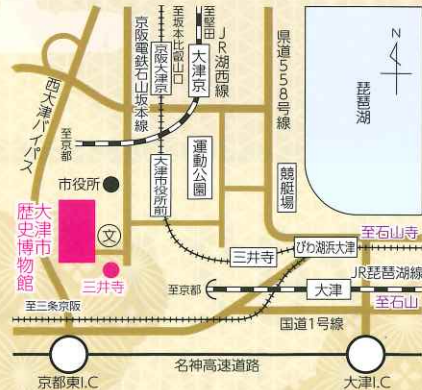 至堅田
至坂本比叡山口
京阪電鉄石山坂本線
京阪大津京
大津京
JR湖西線
県道558号線
N
琵琶湖
西大津バイパス
至京都
大津市役所前
運動公園
競艇場
市役所
大津市
歴史博物館
文
三井寺
三井寺
びわ湖浜大津
至石山寺
JR琵琶湖線
至京都
大津
至石山
至三条京阪
国道1号線
名神高速道路
京都東I.C
大津I.C